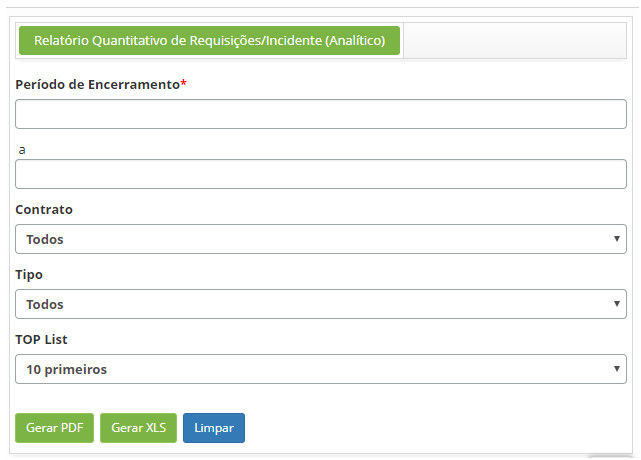 Relatório Quantitativo de Requisições/Incidente (Analítico)
Período de Encerramento*
a
Contrato
Todos
Tipo
Todos
TOP List
10 primeiros
Gerar PDF Gerar XLS Limpar